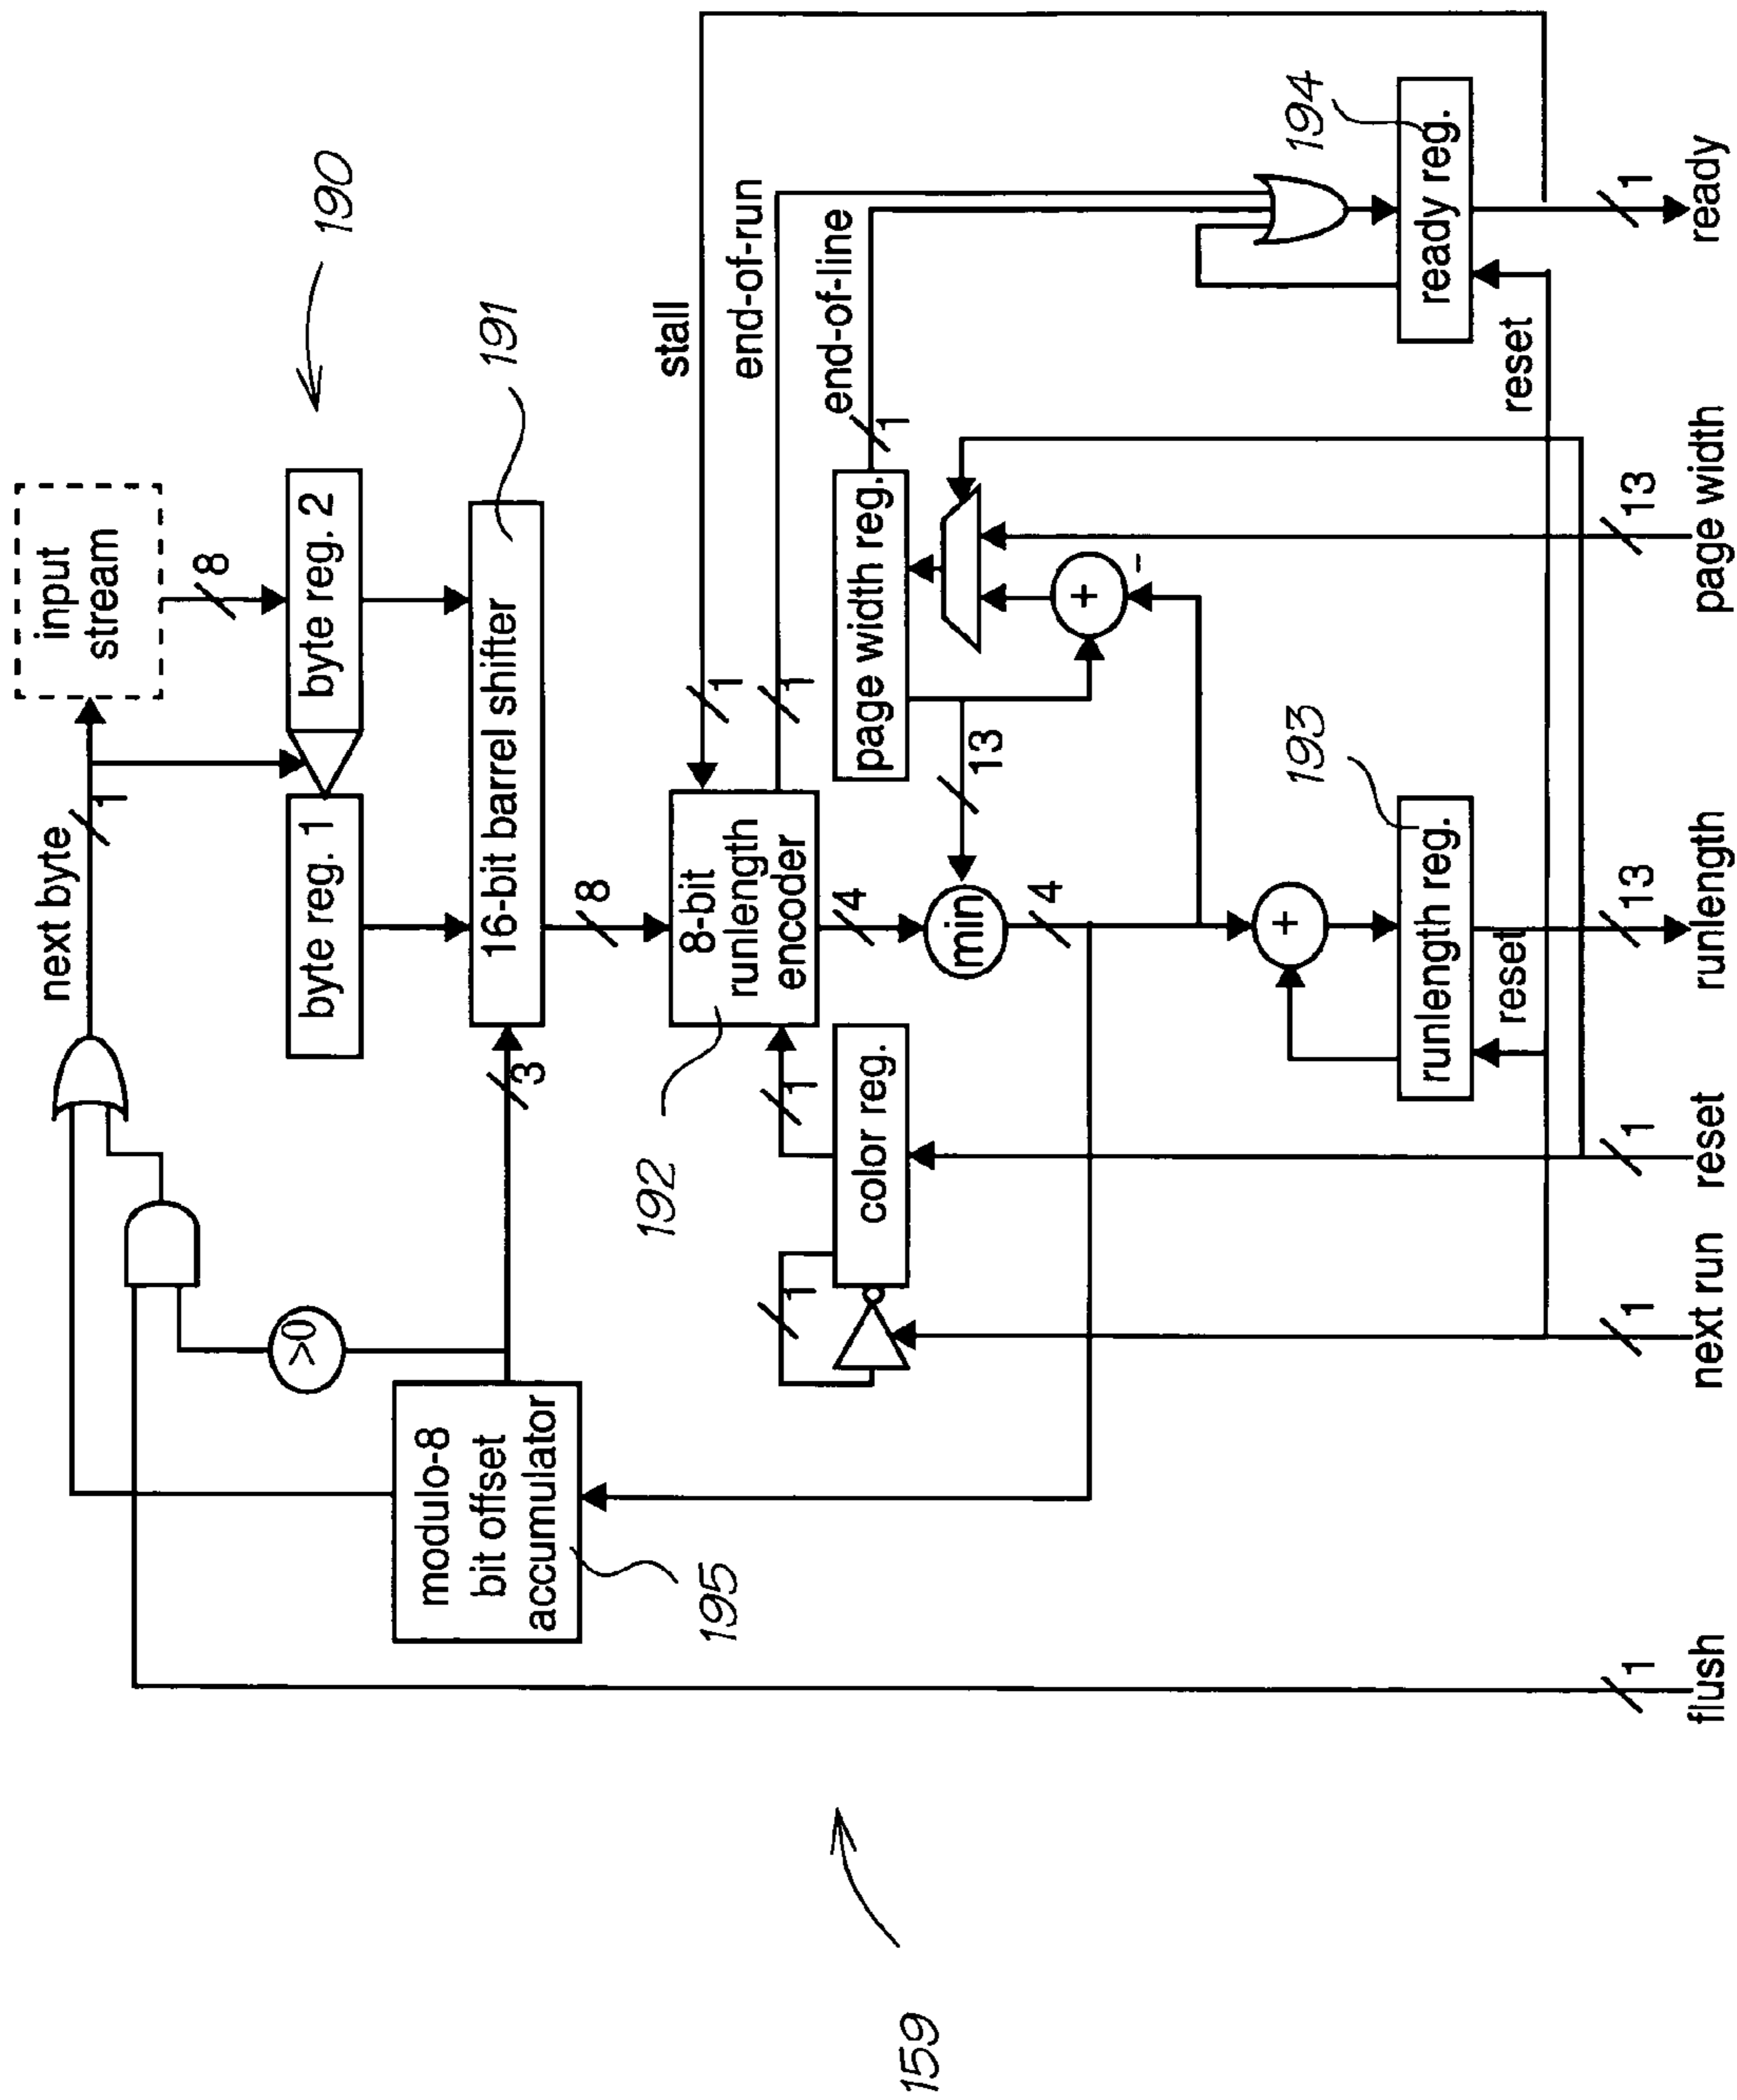 input
stream
next byte
1
8
190
byte reg. 1
byte reg. 2
16-bit barrel shifter
191
3
>0
modulo-8
bit offset
accumulator
195
8
stall
1
end-of-run
1
8-bit
runlength
encoder
192
end-of-line
1
page width reg.
color reg.
1
1
4
min
13
4
+
-
+
193
runlength reg.
reset
194
ready reg.
reset
1
flush
1
next run
1
reset
13
runlength
13
page width
1
ready
159